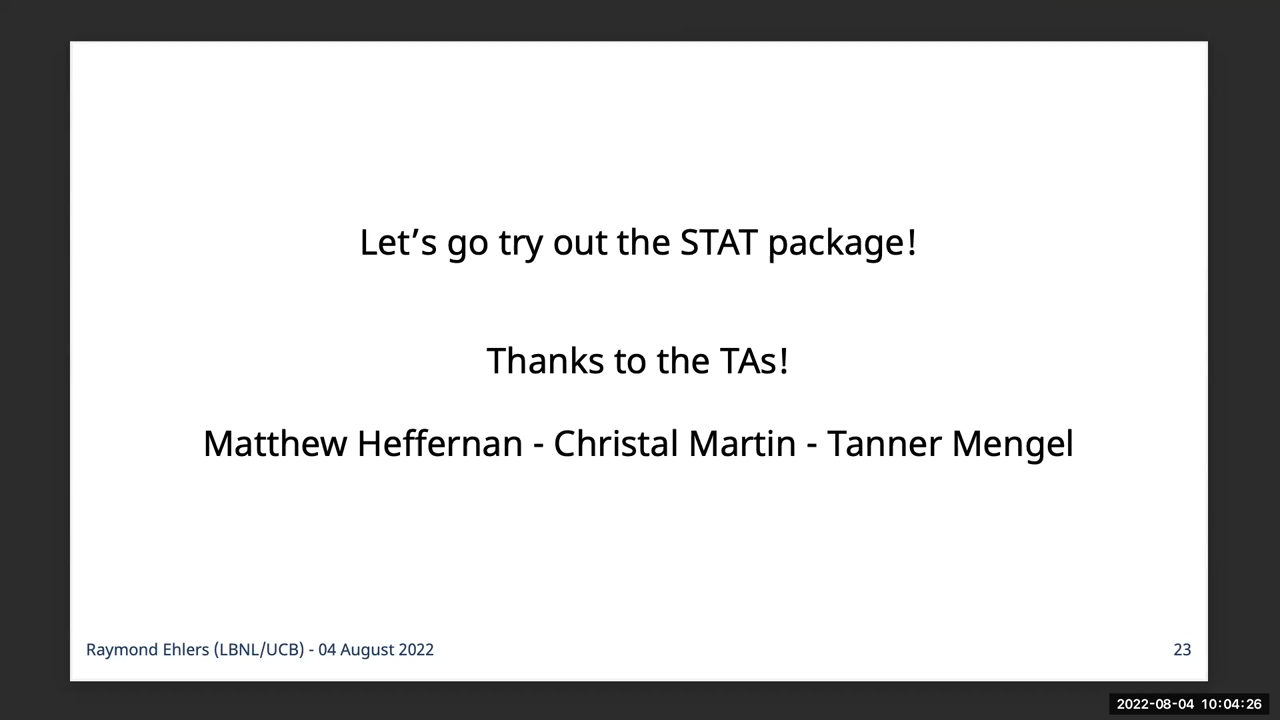 Let’s go try out the STAT package!
Thanks to the TAs!
Matthew Heffernan - Christal Martin - Tanner Mengel
Raymond Ehlers (LBNL/UCB) - 04 August 2022
23
2022-08-04 10:04:26